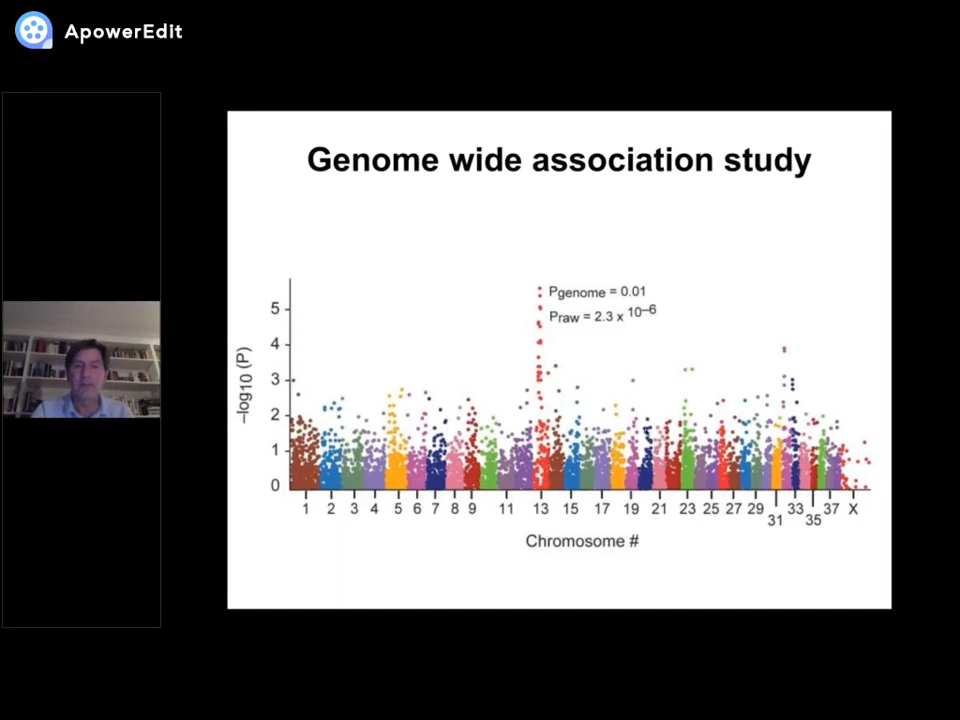 ApowerEdit
Genome wide association study
Pgenome = 0.01
Praw = 2.3 x 10–6
–log10 (P)
5
4
3
2
1
0
1 2 3 4 5 6 7 8 9 11 13 15 17 19 21 23 25 27 29 31 33 35 37 X
Chromosome #